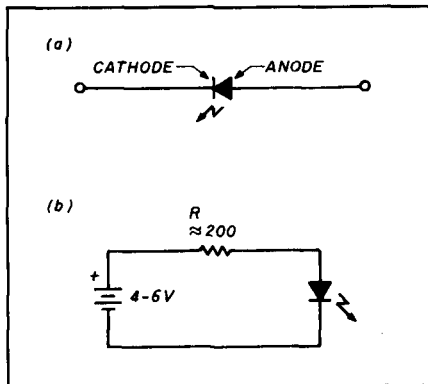 (a)
CATHODE ANODE
(b)
R
≈200
+
4-6V